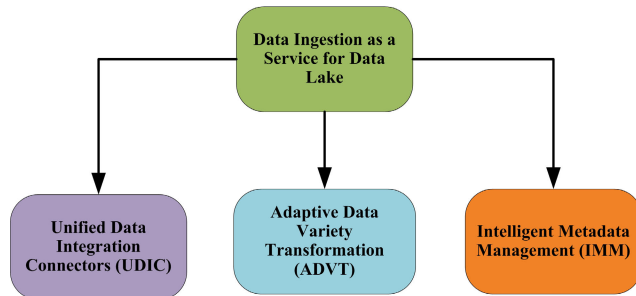 Data Ingestion as a
Service for Data
Lake
Unified Data
Integration
Connectors (UDIC)
Adaptive Data
Variety
Transformation
(ADVT)
Intelligent Metadata
Management (IMM)